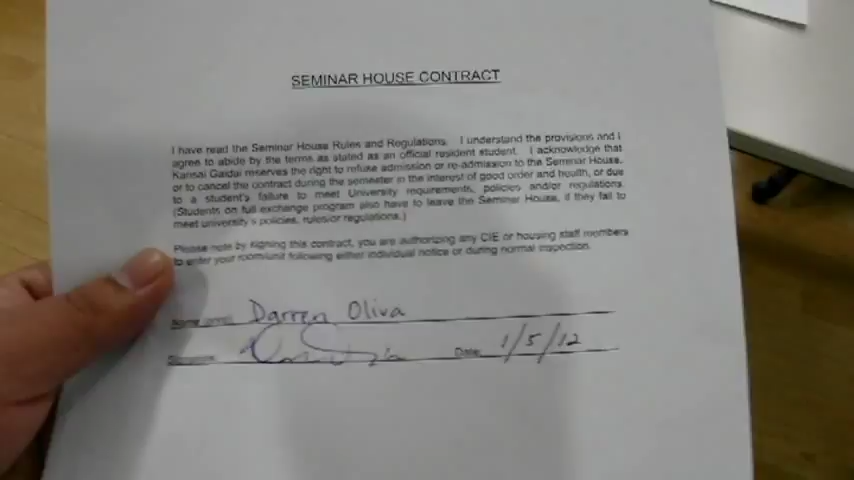 SEMINAR HOUSE CONTRACT
I have read the Seminar House Rules and Regulations. I understand the provisions and I
agree to abide by the terms as stated as an official resident student. I acknowledge that
Kansai Gaidai reserves the right to refuse admission or re-admission to the Seminar House,
or to cancel the contract during the semester in the interest of good order and health, or due
to a student's failure to meet University requirements, policies and/or regulations.
(Students on full exchange program also have to leave the Seminar House, if they fail to
meet university's policies, rules/or regulations.)
Please note by signing this contract, you are authorizing any CIE or housing staff members
to enter your room/unit following either individual notice or during normal inspection.
Name (print) Darren Oliva
Signature Date: 1/5/12